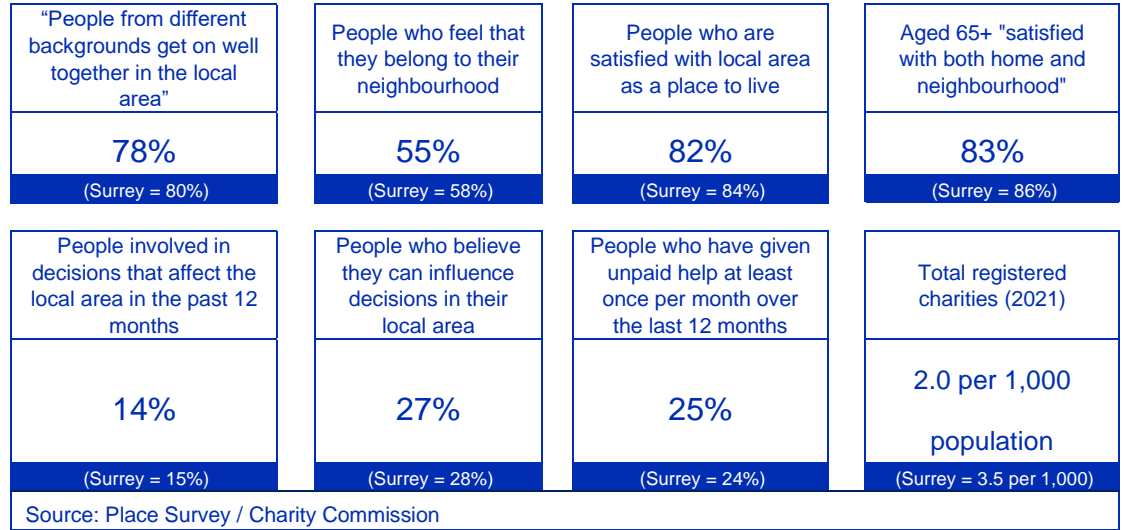 “People from different
backgrounds get on well
together in the local
area”
78%
(Surrey = 80%)
People who feel that
they belong to their
neighbourhood
55%
(Surrey = 58%)
People who are
satisfied with local area
as a place to live
82%
(Surrey = 84%)
Aged 65+ "satisfied
with both home and
neighbourhood"
83%
(Surrey = 86%)
People involved in
decisions that affect the
local area in the past 12
months
14%
(Surrey = 15%)
People who believe
they can influence
decisions in their
local area
27%
(Surrey = 28%)
People who have given
unpaid help at least
once per month over
the last 12 months
25%
(Surrey = 24%)
Total registered
charities (2021)
2.0 per 1,000
population
(Surrey = 3.5 per 1,000)
Source: Place Survey / Charity Commission